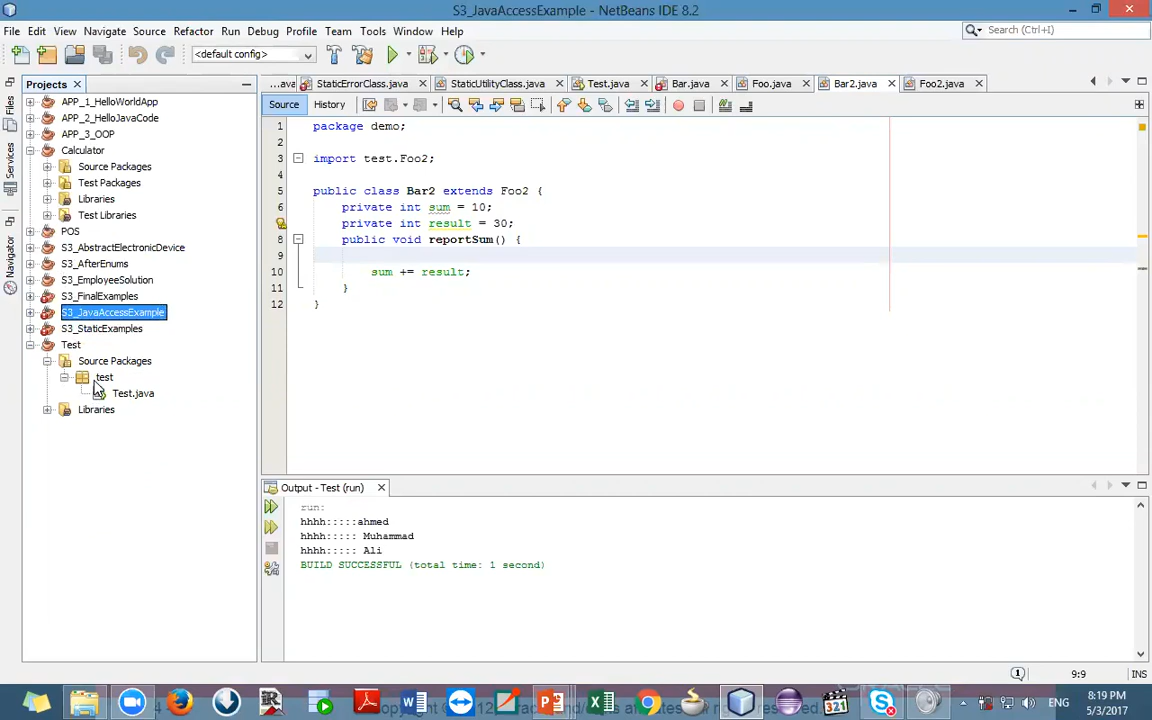 S3_JavaAccessExample - NetBeans IDE 8.2
File Edit View Navigate Source Refactor Run Debug Profile Team Tools Window Help
Search (Ctrl+I)
<default config>
Projects
Files
Services
Navigator
APP_1_HelloWorldApp
APP_2_HelloJavaCode
APP_3_OOP
Calculator
Source Packages
Test Packages
Libraries
Test Libraries
POS
S3_AbstractElectronicDevice
S3_AfterEnums
S3_EmployeeSolution
S3_FinalExamples
S3_JavaAccessExample
S3_StaticExamples
Test
Source Packages
test
Test.java
Libraries
...ava StaticErrorClass.java StaticUtilityClass.java Test.java Bar.java Foo.java Bar2.java Foo2.java
Source History
1 package demo;
2
3 import test.Foo2;
4
5 public class Bar2 extends Foo2 {
6 private int sum = 10;
7 private int result = 30;
8 public void reportSum() {
9
10 sum += result;
11 }
12 }
Output - Test (run)
run:
hhhh:::::ahmed
hhhh::::: Muhammad
hhhh::::: Ali
BUILD SUCCESSFUL (total time: 1 second)
9:9 INS
321
ENG
8:19 PM
5/3/2017